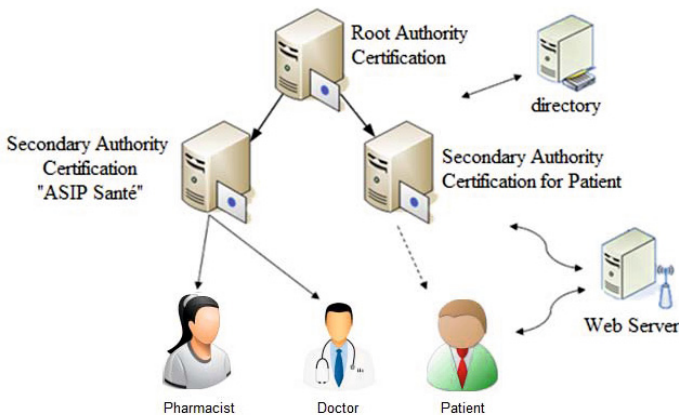 Root Authority
Certification
directory
Secondary Authority
Certification
"ASIP Santé"
Secondary Authority
Certification for Patient
Web Server
Pharmacist
Doctor
Patient